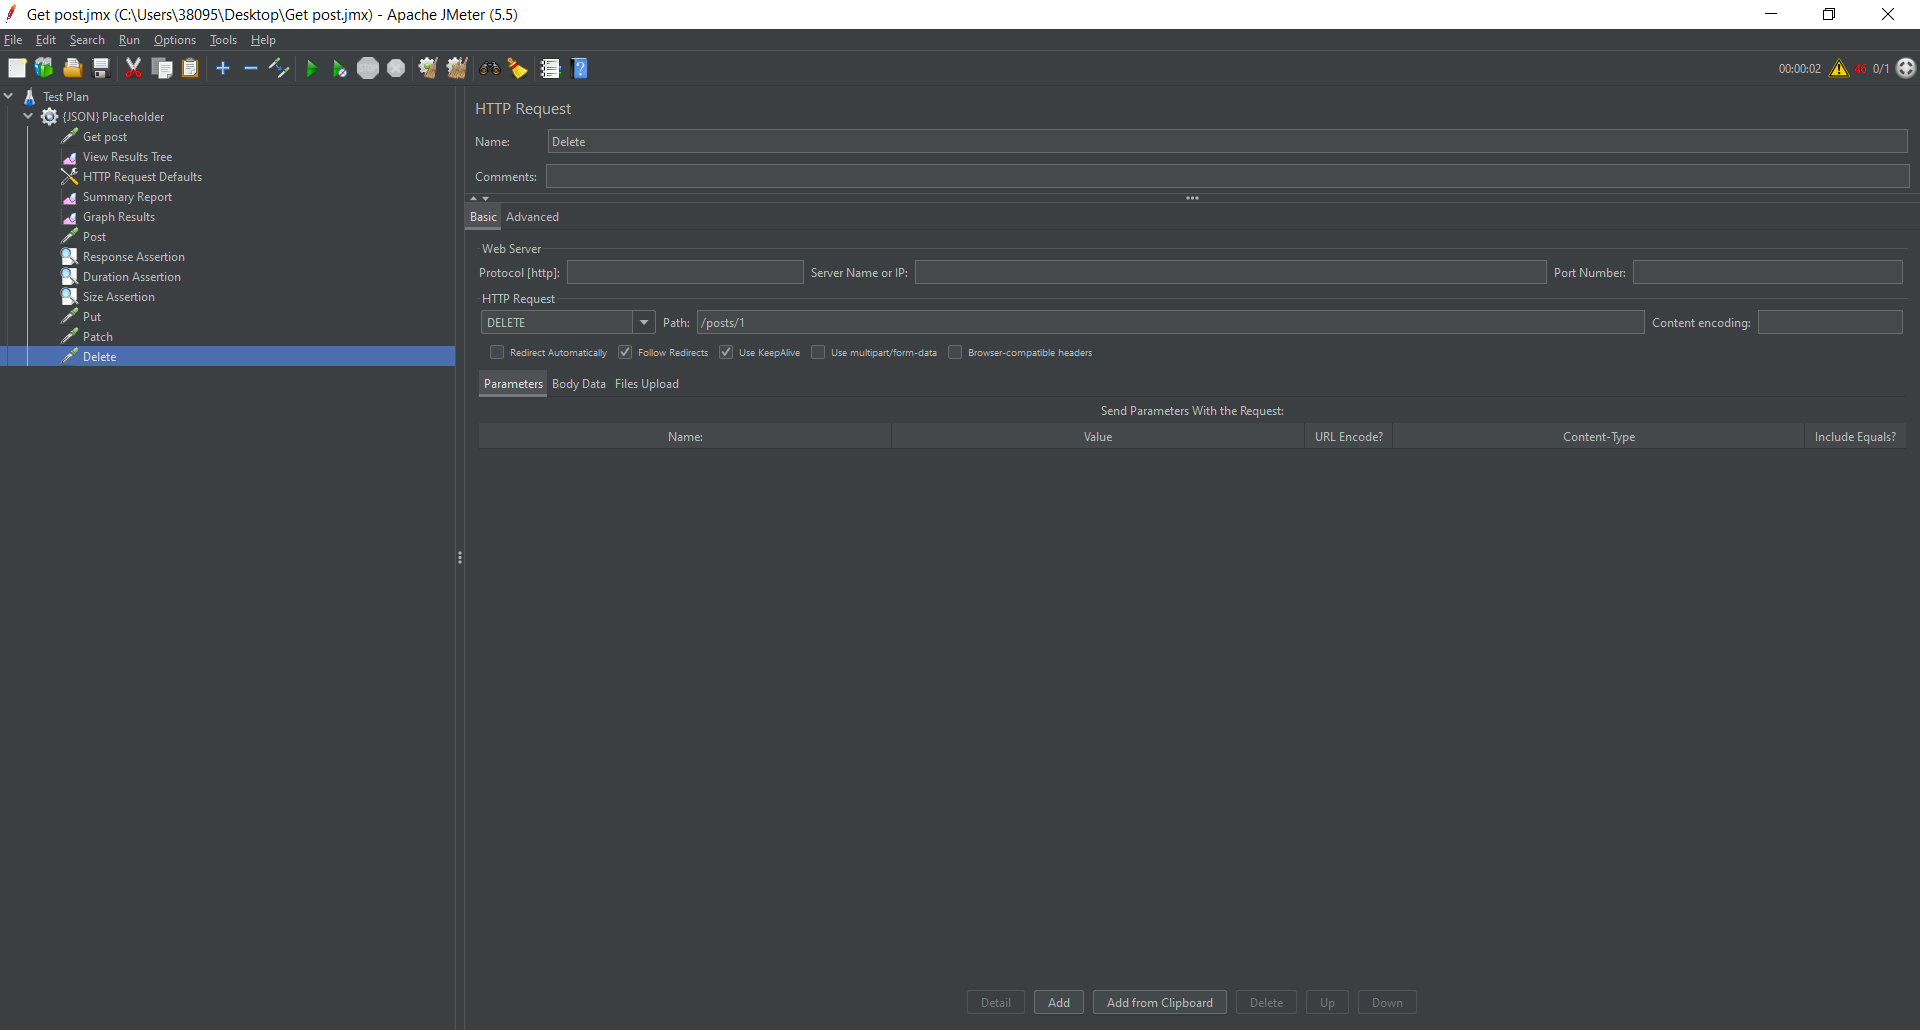 Get post.jmx (C:\Users\38095\Desktop\Get post.jmx) - Apache JMeter (5.5)
File Edit Search Run Options Tools Help
00:00:02 46 0/1
Test Plan
{JSON} Placeholder
Get post
View Results Tree
HTTP Request Defaults
Summary Report
Graph Results
Post
Response Assertion
Duration Assertion
Size Assertion
Put
Patch
Delete
HTTP Request
Name: Delete
Comments:
Basic Advanced
Web Server
Protocol [http]: Server Name or IP: Port Number:
HTTP Request
DELETE Path: /posts/1 Content encoding:
Redirect Automatically Follow Redirects Use KeepAlive Use multipart/form-data Browser-compatible headers
Parameters Body Data Files Upload
Send Parameters With the Request:
Name: Value URL Encode? Content-Type Include Equals?
Detail Add Add from Clipboard Delete Up Down